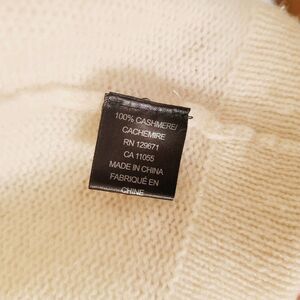 100% CASHMERE/
CACHEMIRE
RN 129671
CA 11055
MADE IN CHINA
FABRIQUÉ EN
CHINE